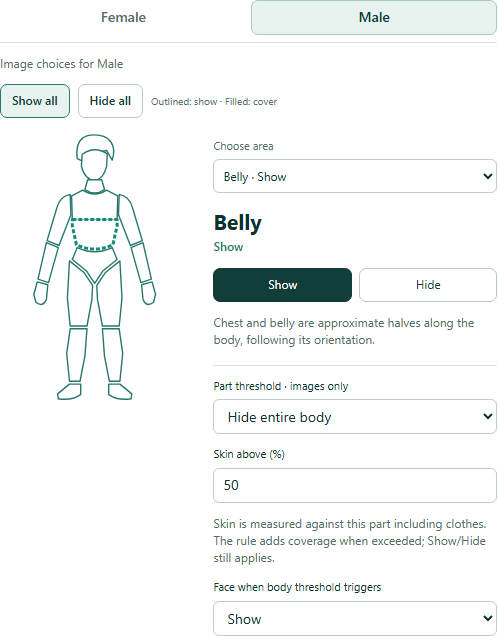 Female
Male
Image choices for Male
Show all
Hide all
Outlined: show · Filled: cover
Choose area
Belly · Show
Belly
Show
Show
Hide
Chest and belly are approximate halves along the
body, following its orientation.
Part threshold · images only
Hide entire body
Skin above (%)
50
Skin is measured against this part including clothes.
The rule adds coverage when exceeded; Show/Hide
still applies.
Face when body threshold triggers
Show